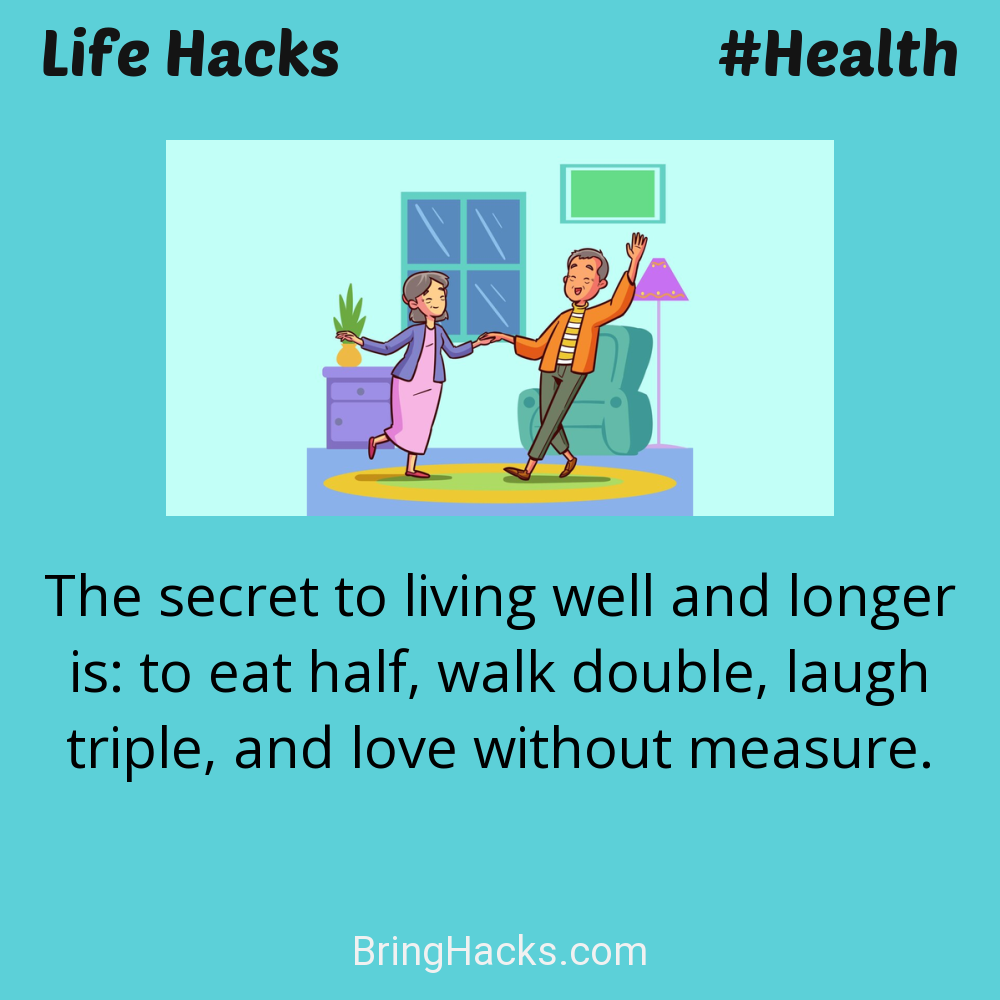 Life Hacks #Health
The secret to living well and longer
is: to eat half, walk double, laugh
triple, and love without measure.
BringHacks.com